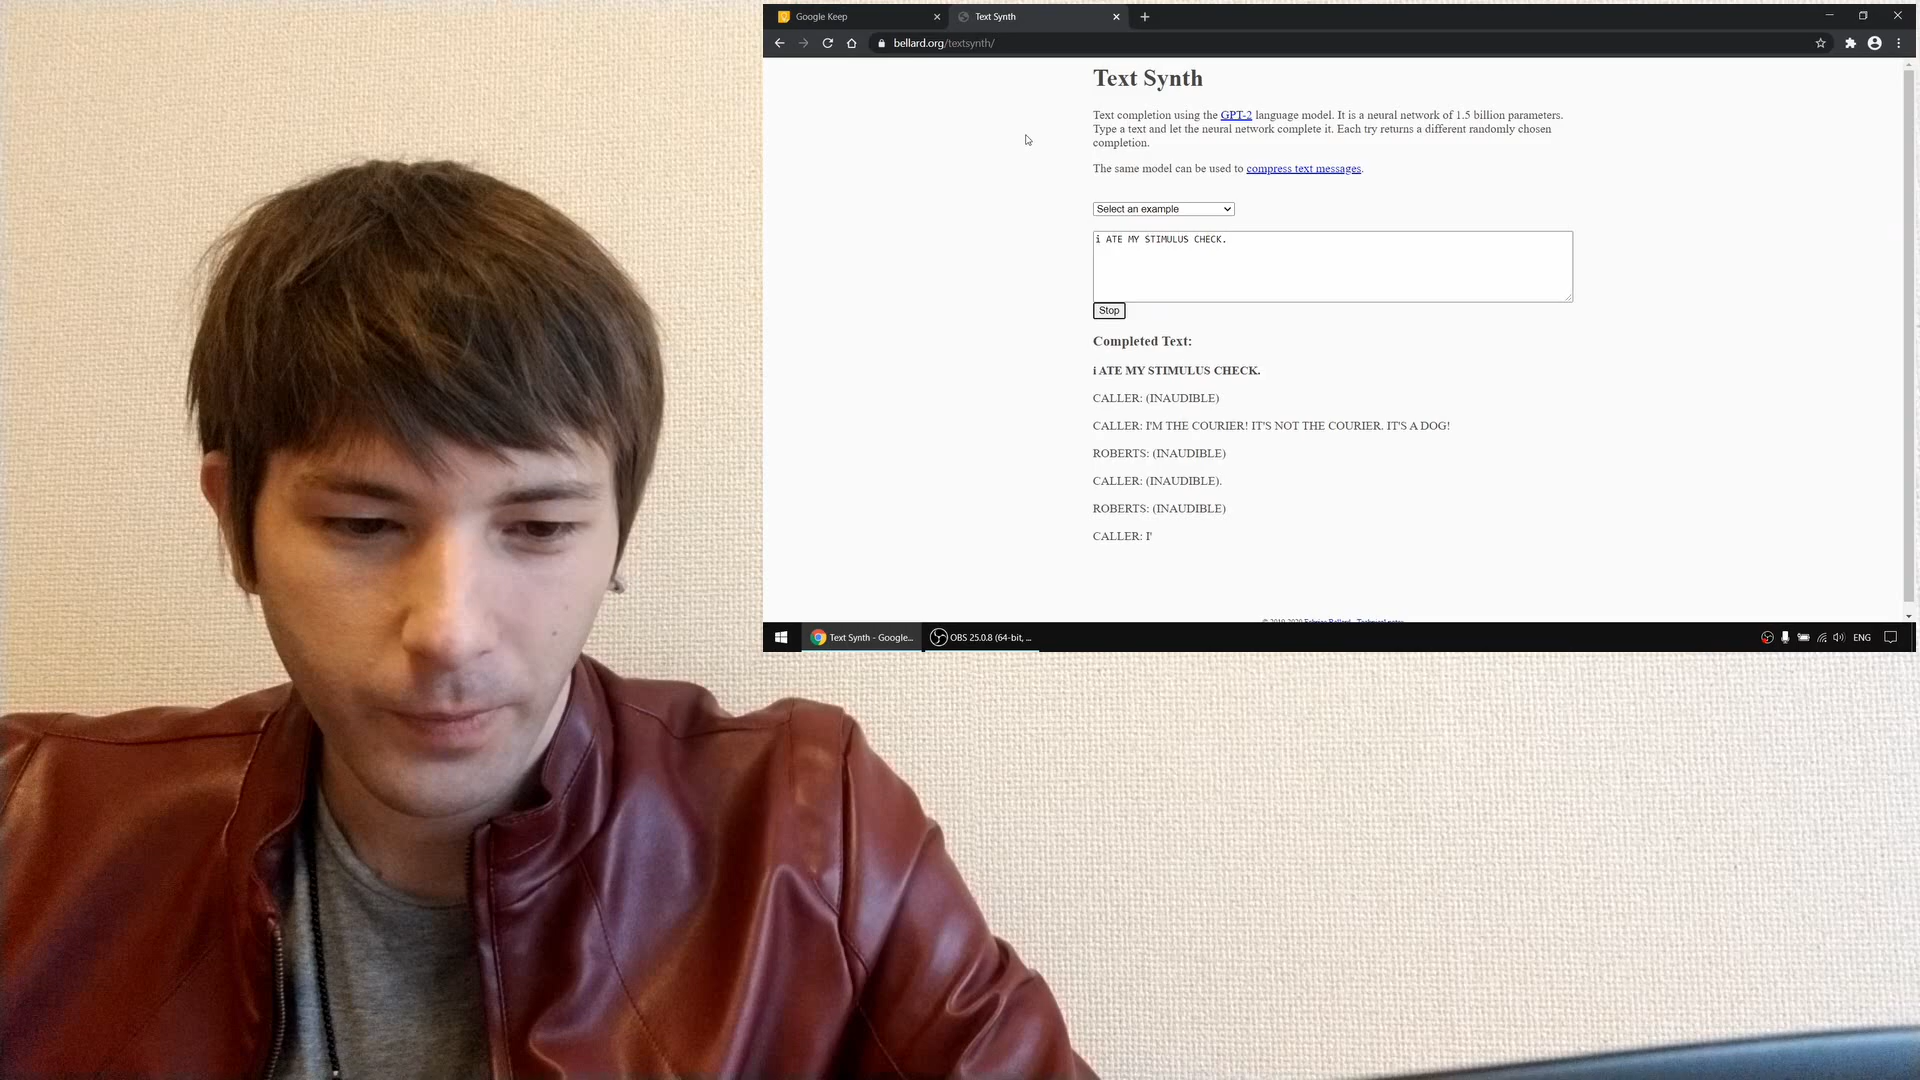 Google Keep
Text Synth
bellard.org/textsynth/
Text Synth
Text completion using the GPT-2 language model. It is a neural network of 1.5 billion parameters.
Type a text and let the neural network complete it. Each try returns a different randomly chosen
completion.
The same model can be used to compress text messages.
Select an example
i ATE MY STIMULUS CHECK.
Stop
Completed Text:
i ATE MY STIMULUS CHECK.
CALLER: (INAUDIBLE)
CALLER: I'M THE COURIER! IT'S NOT THE COURIER. IT'S A DOG!
ROBERTS: (INAUDIBLE)
CALLER: (INAUDIBLE).
ROBERTS: (INAUDIBLE)
CALLER: I'
Text Synth - Google...
OBS 25.0.8 (64-bit, ...
ENG